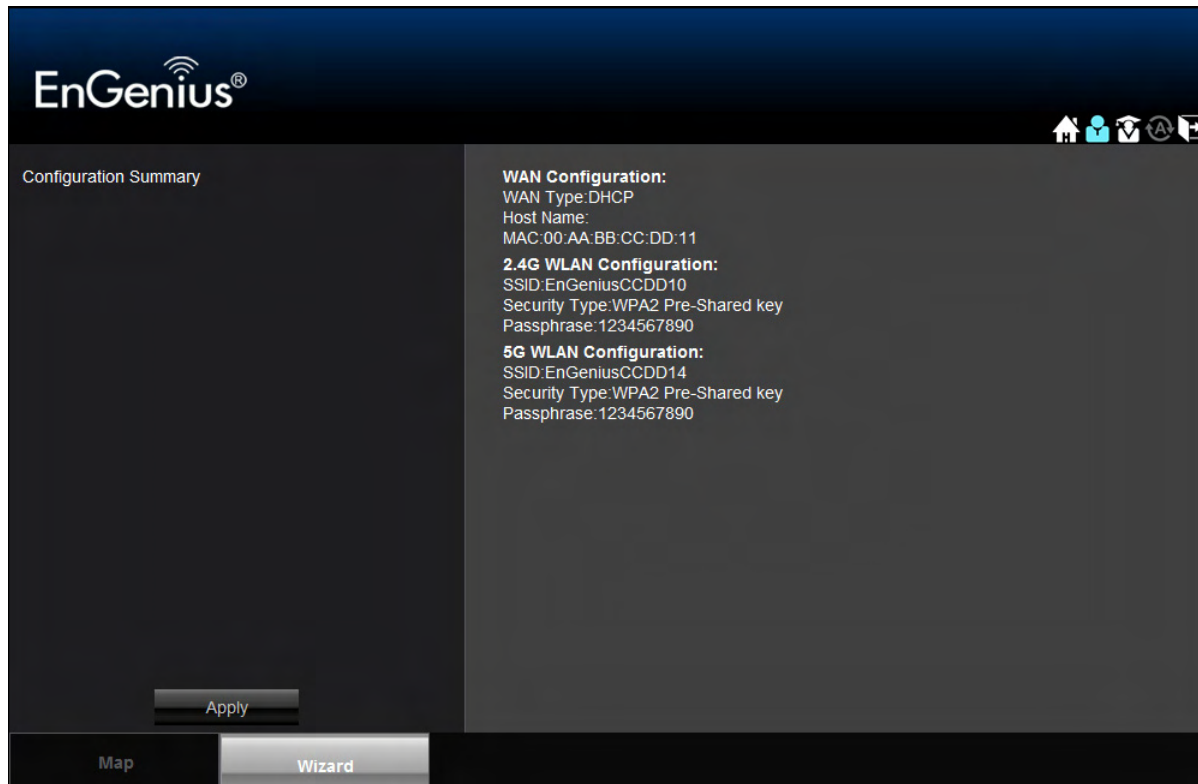 EnGenius®
Configuration Summary
WAN Configuration:
WAN Type:DHCP
Host Name:
MAC:00:AA:BB:CC:DD:11
2.4G WLAN Configuration:
SSID:EnGeniusCCDD10
Security Type:WPA2 Pre-Shared key
Passphrase:1234567890
5G WLAN Configuration:
SSID:EnGeniusCCDD14
Security Type:WPA2 Pre-Shared key
Passphrase:1234567890
Apply
Map
Wizard